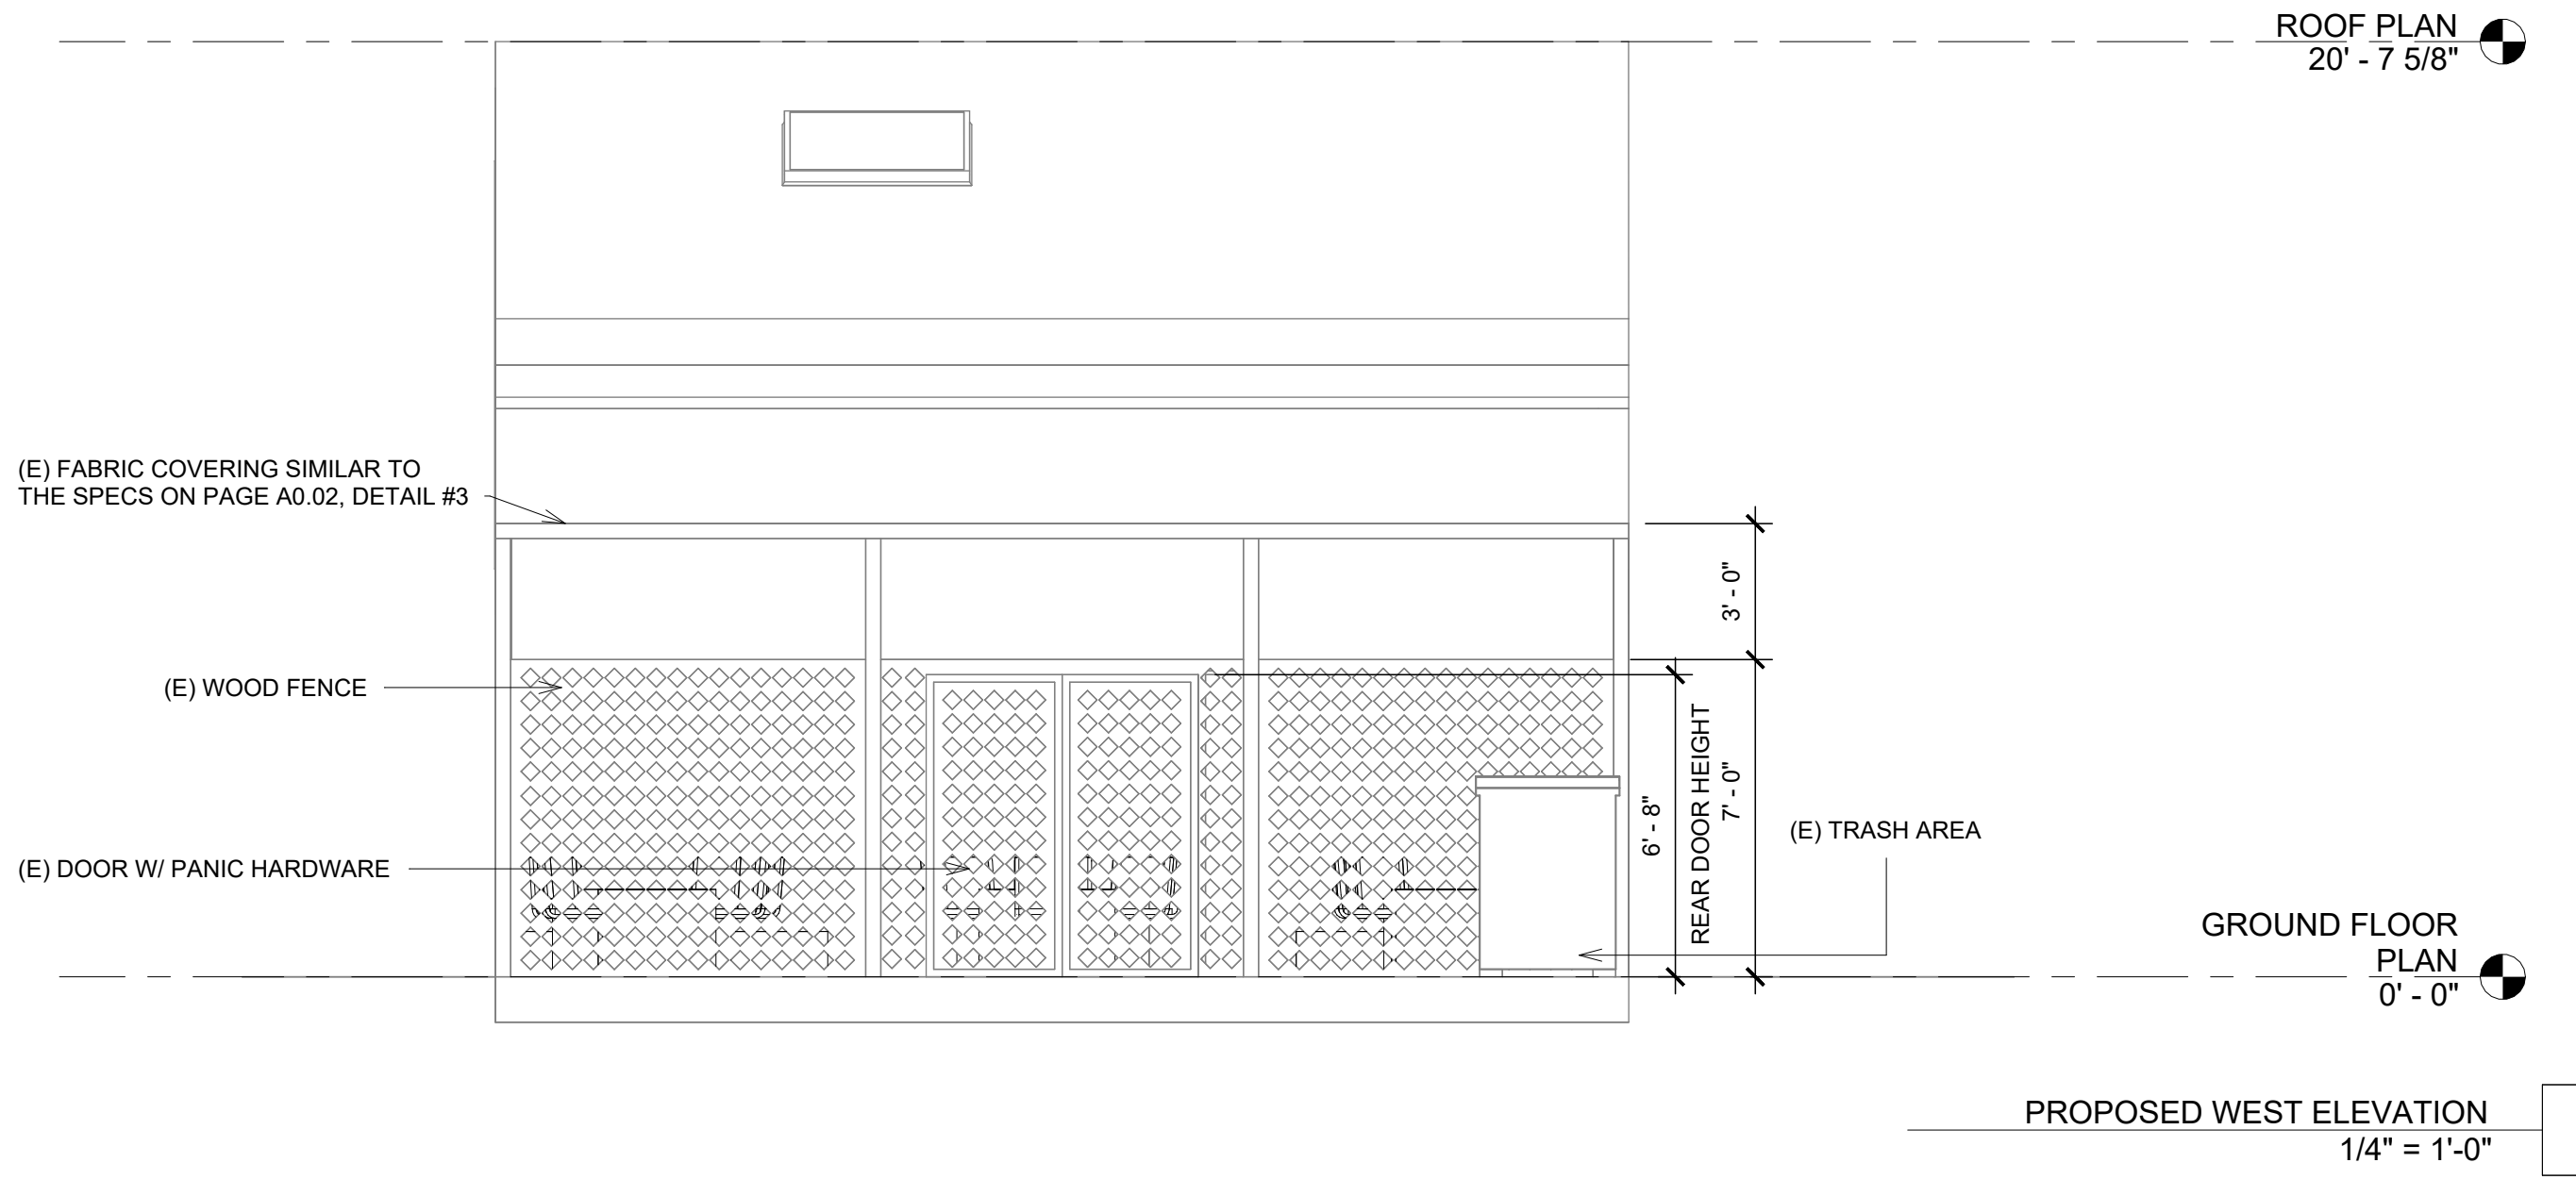 ROOF PLAN
20' - 7 5/8"
(E) FABRIC COVERING SIMILAR TO
THE SPECS ON PAGE A0.02, DETAIL #3
3' - 0"
(E) WOOD FENCE
6' - 8"
REAR DOOR HEIGHT
7' - 0"
(E) TRASH AREA
(E) DOOR W/ PANIC HARDWARE
GROUND FLOOR
PLAN
0' - 0"
PROPOSED WEST ELEVATION
1/4" = 1'-0"